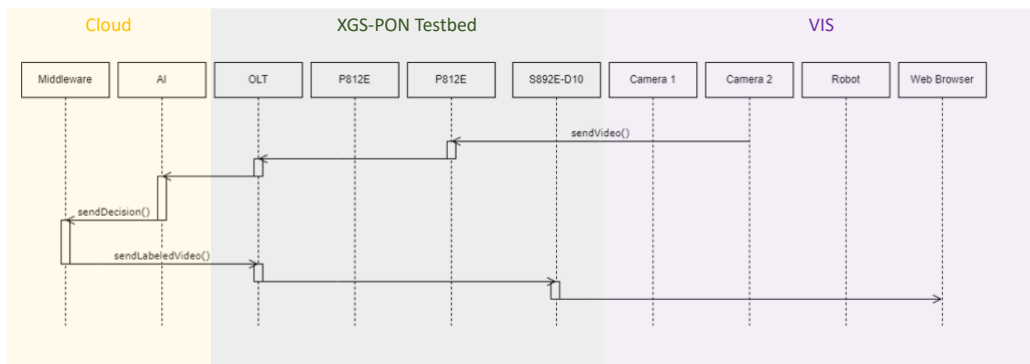 Cloud
XGS-PON Testbed
VIS
Middleware
AI
OLT
P812E
P812E
S892E-D10
Camera 1
Camera 2
Robot
Web Browser
sendVideo()
sendDecision()
sendLabeledVideo()